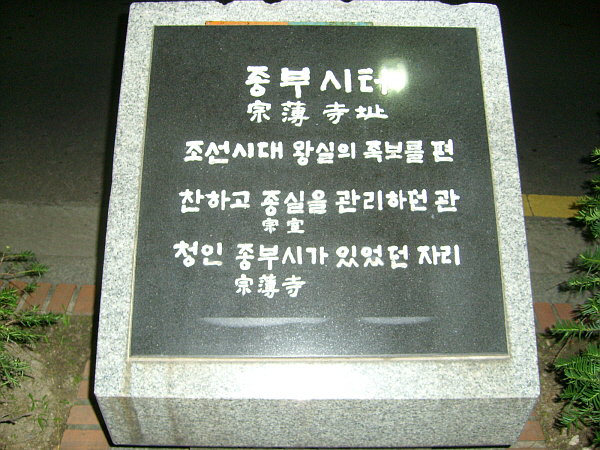 종부시터
宗薄寺址
조선시대 왕실의 족보를 편
찬하고 종실을 관리하던 관
宗室
청인 종부시가 있었던 자리
宗薄寺